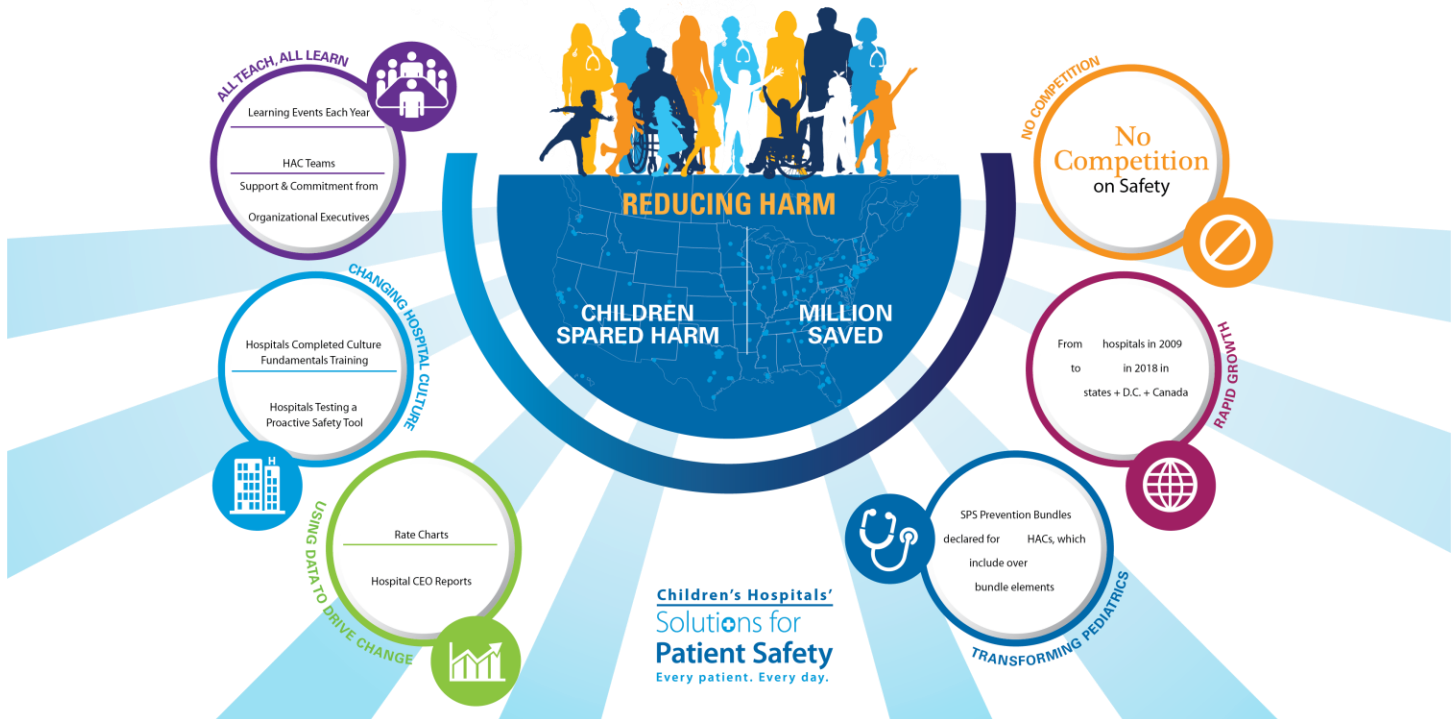 ALL TEACH, ALL LEARN
Learning Events Each Year
HAC Teams
Support & Commitment from
Organizational Executives
CHANGING HOSPITAL CULTURE
Hospitals Completed Culture
Fundamentals Training
Hospitals Testing a
Proactive Safety Tool
H
USING DATA TO DRIVE CHANGE
Rate Charts
Hospital CEO Reports
REDUCING HARM
CHILDREN
SPARED HARM
MILLION
SAVED
Children's Hospitals'
Solutions for
Patient Safety
Every patient. Every day.
NO COMPETITION
No
Competition
on Safety
RAPID GROWTH
From hospitals in 2009
to in 2018 in
states + D.C. + Canada
TRANSFORMING PEDIATRICS
SPS Prevention Bundles
declared for HACs, which
include over
bundle elements